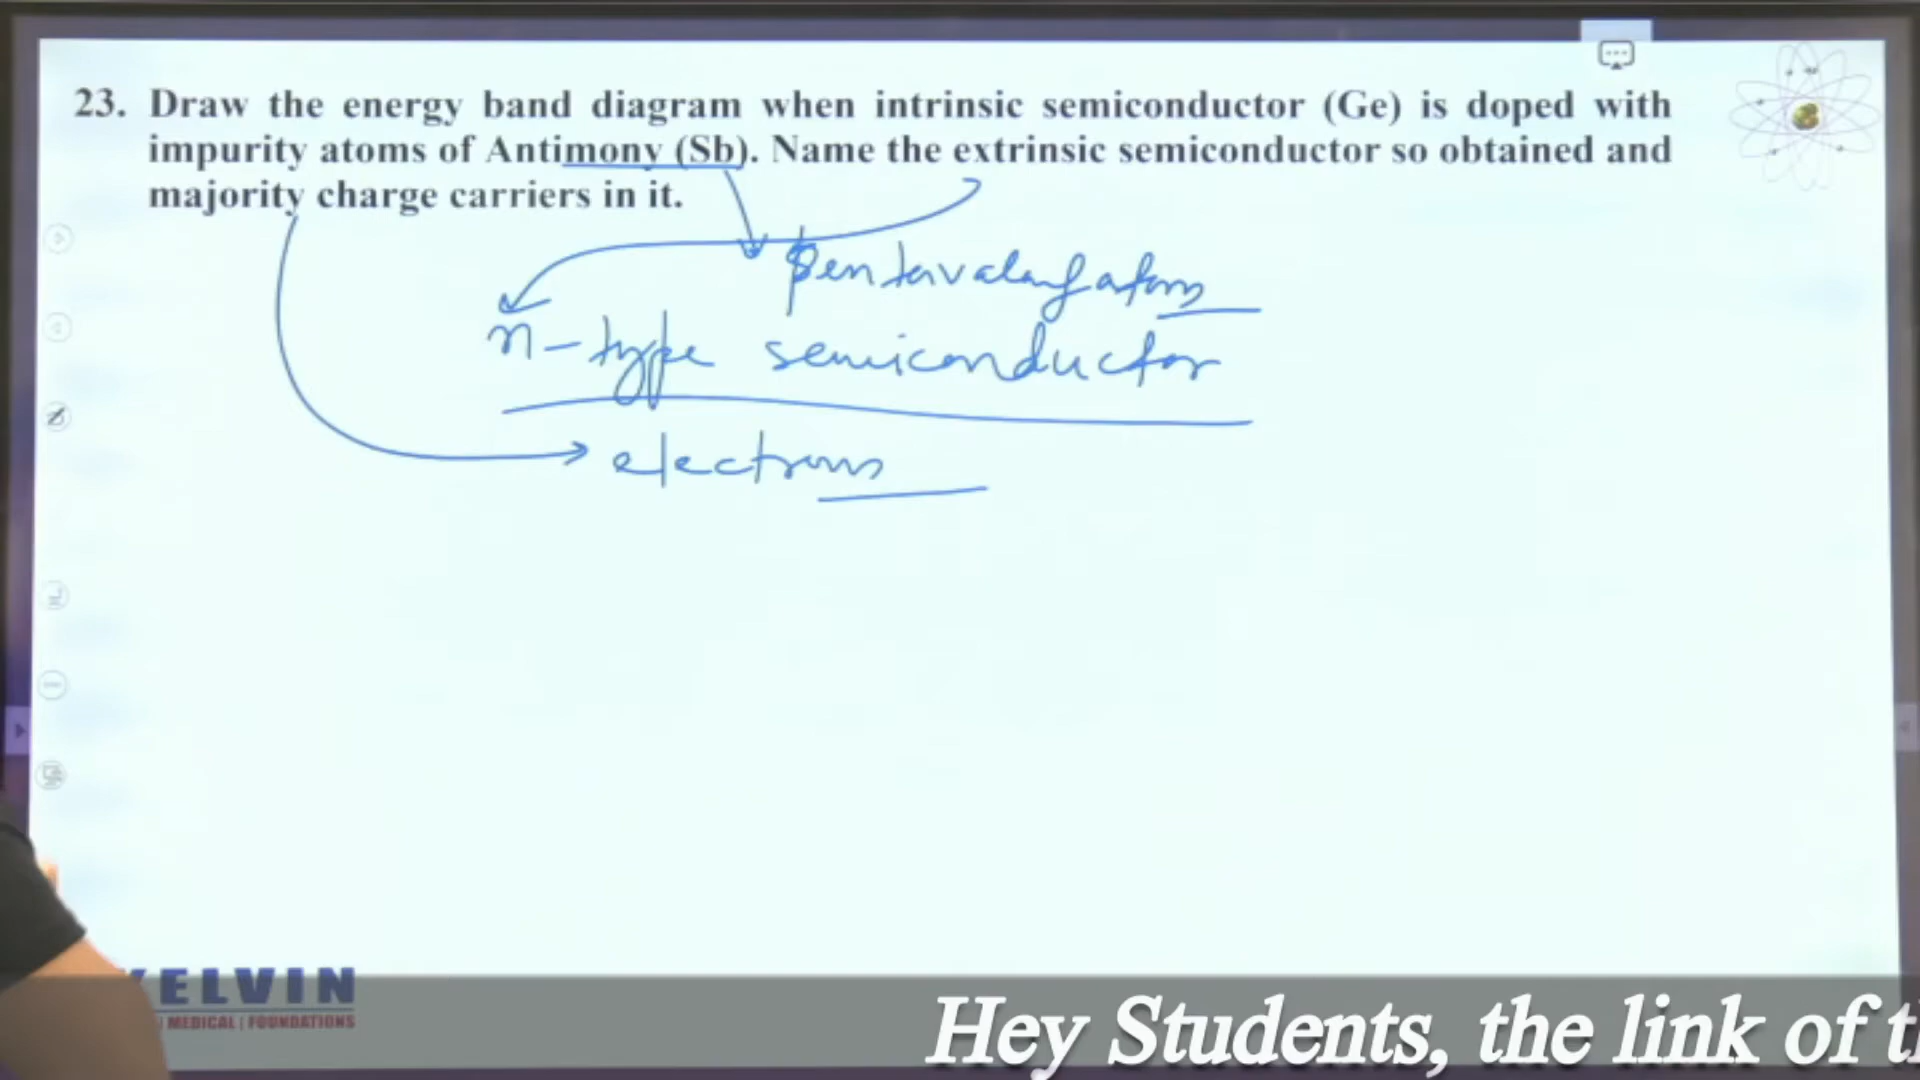 23. Draw the energy band diagram when intrinsic semiconductor (Ge) is doped with
impurity atoms of Antimony (Sb). Name the extrinsic semiconductor so obtained and
majority charge carriers in it.
pentavalent atoms
n-type semiconductor
electrons
KELVIN
| MEDICAL | FOUNDATIONS
Hey Students, the link of t